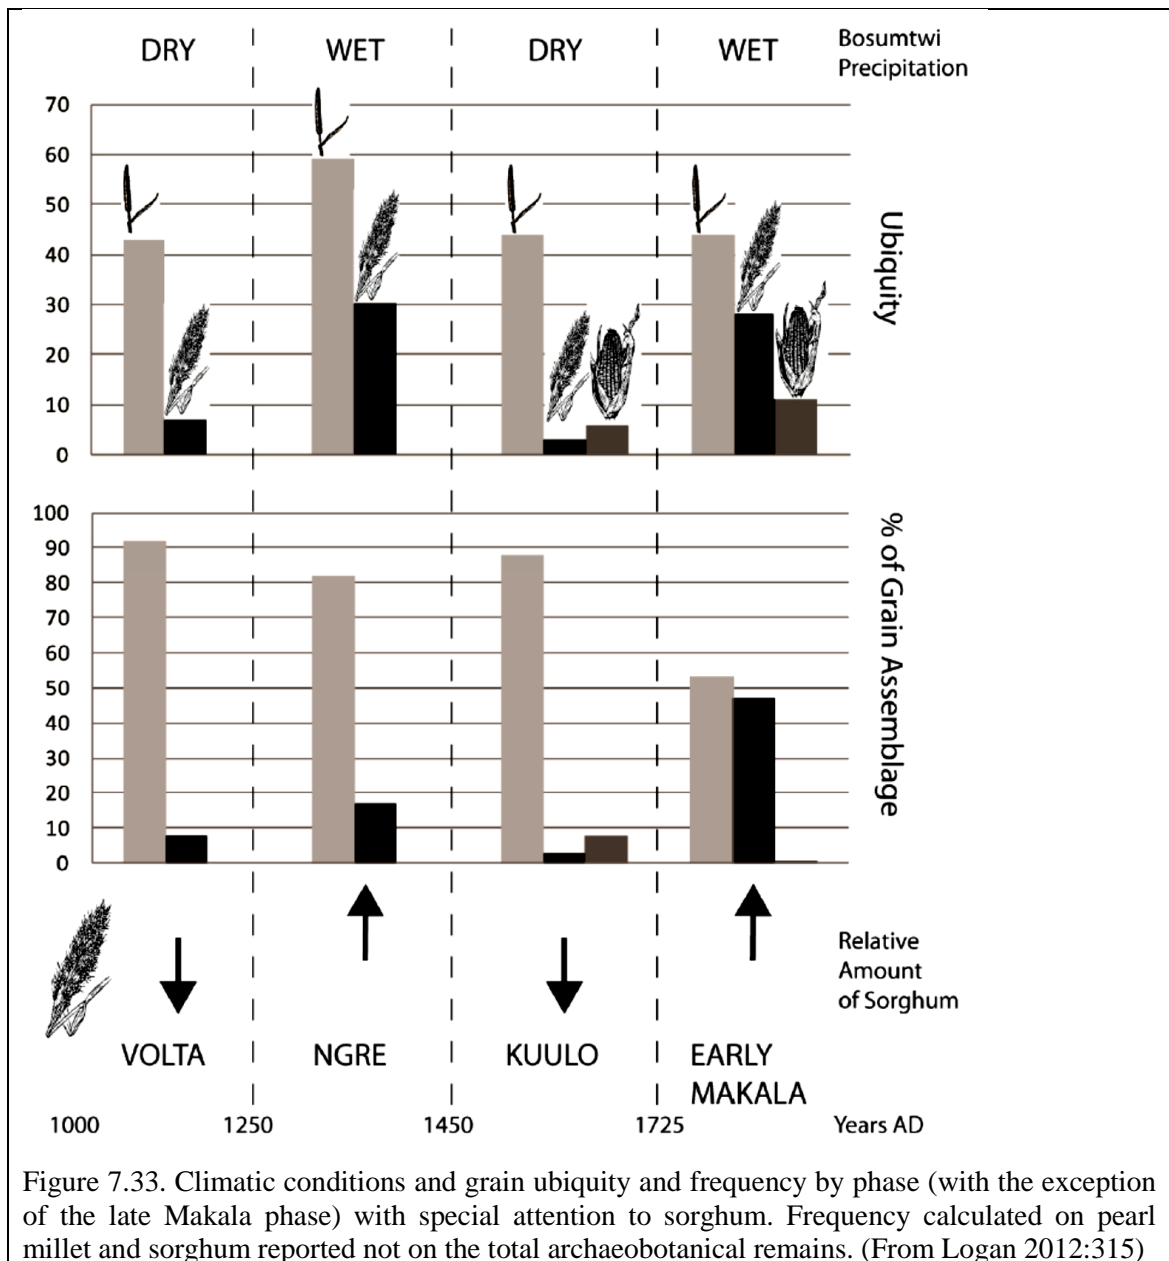 DRY WET DRY WET Bosumtwi
Precipitation
70
60
50
40
30
20
10
0
Ubiquity
100
90
80
70
60
50
40
30
20
10
0
% of Grain Assemblage
Relative
Amount
of Sorghum
VOLTA NGRE KUULO EARLY
MAKALA
1000 1250 1450 1725 Years AD
Figure 7.33. Climatic conditions and grain ubiquity and frequency by phase (with the exception
of the late Makala phase) with special attention to sorghum. Frequency calculated on pearl
millet and sorghum reported not on the total archaeobotanical remains. (From Logan 2012:315)